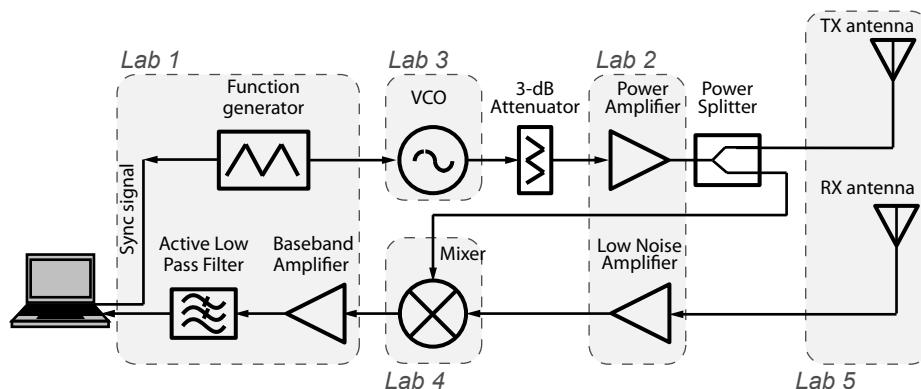 Lab 1
Function
generator
Lab 3
VCO
3-dB
Attenuator
Lab 2
Power
Amplifier
Power
Splitter
TX antenna
Sync signal
Active Low
Pass Filter
Baseband
Amplifier
Mixer
Low Noise
Amplifier
RX antenna
Lab 4
Lab 5